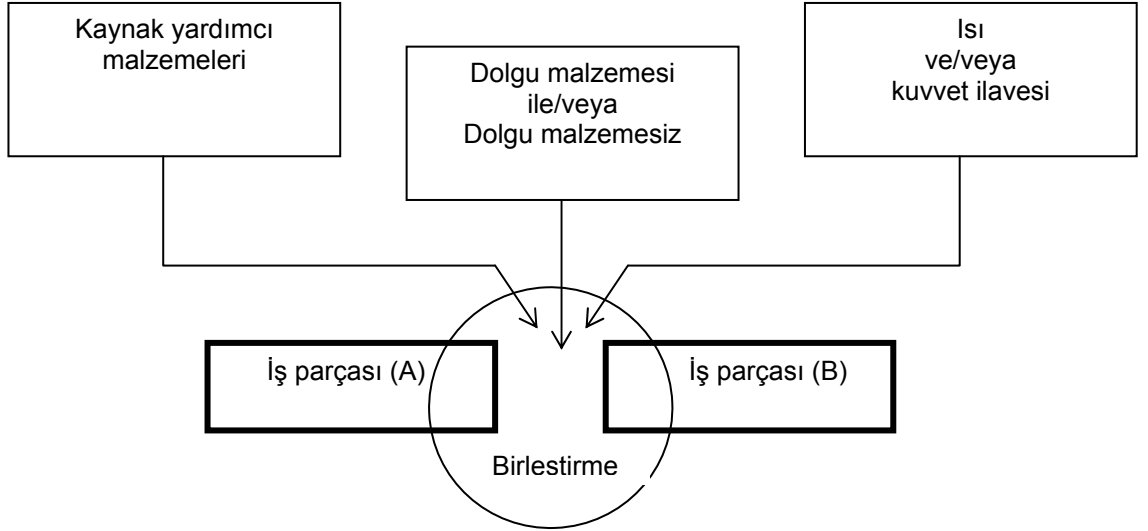 Kaynak yardımcı
malzemeleri
Dolgu malzemesi
ile/veya
Dolgu malzemesiz
Isı
ve/veya
kuvvet ilavesi
İş parçası (A)
İş parçası (B)
Birlestirme